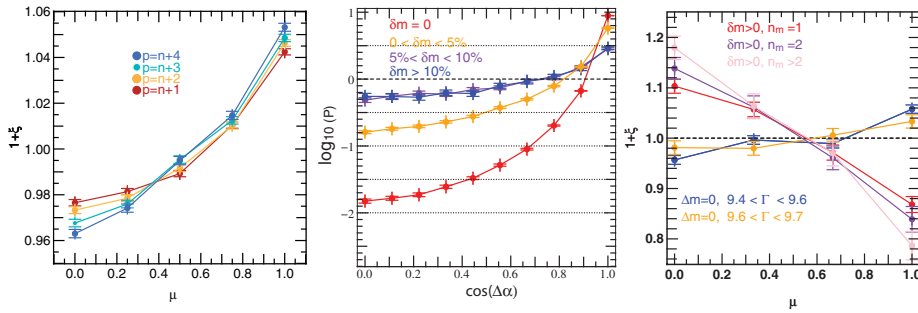 1.06
1.04
1.02
1.00
0.98
0.96
1+ξ
p=n+4
p=n+3
p=n+2
p=n+1
0.0 0.2 0.4 0.6 0.8 1.0
μ
1
0
−1
−2
log10 (P)
δm = 0
0 < δm < 5%
5%< δm < 10%
δm > 10%
0.0 0.2 0.4 0.6 0.8 1.0
cos(Δα)
1.2
1.1
1.0
0.9
0.8
1+ξ
δm>0, nm =1
δm>0, nm =2
δm>0, nm >2
Δm=0, 9.4 < Γ < 9.6
Δm=0, 9.6 < Γ < 9.7
0.0 0.2 0.4 0.6 0.8 1.0
μ